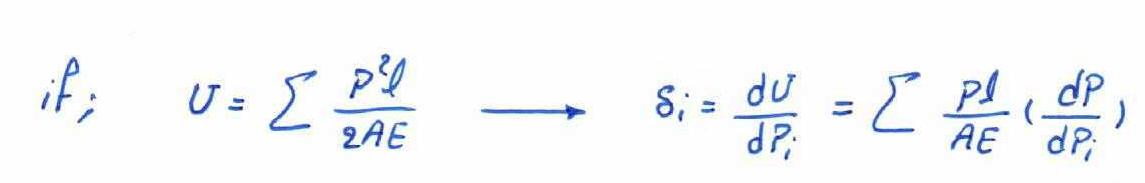 if; U = Σ P²l / 2AE ⟶ δᵢ = dU / dPᵢ = Σ Pl / AE ( dP / dPᵢ )